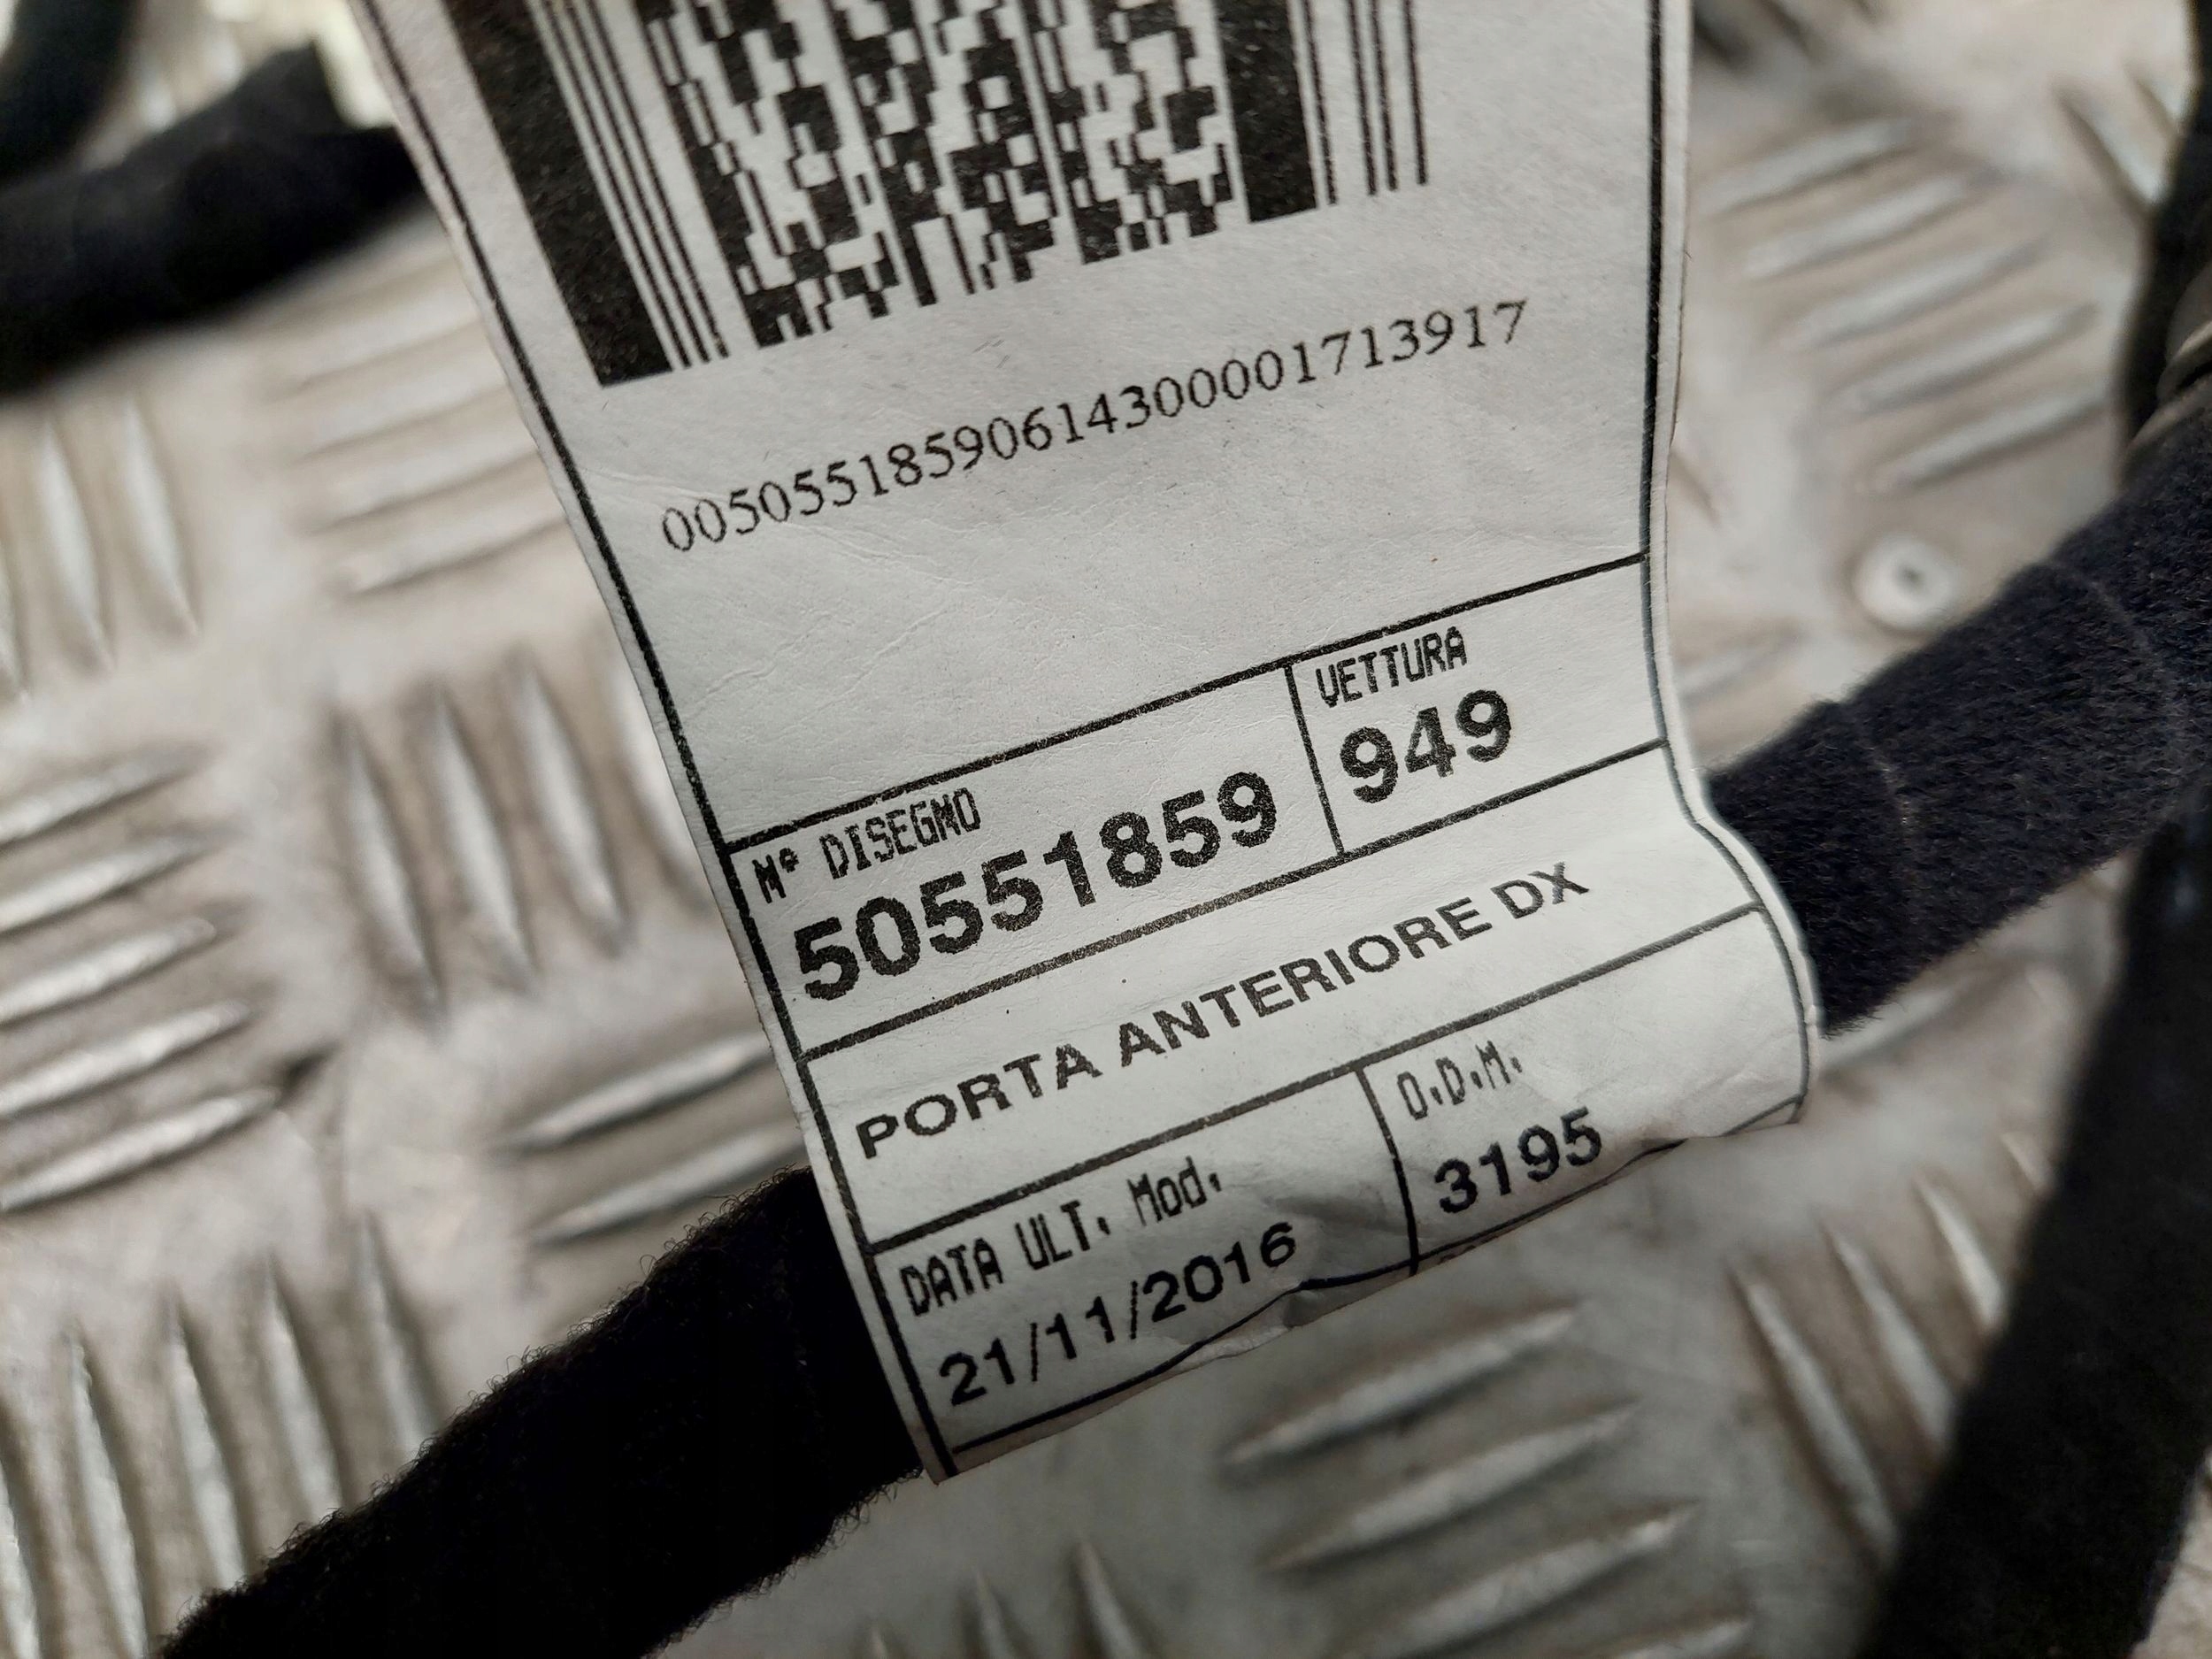 00505518590614300001713917
Nº DISEGNO
50551859
VETTURA
949
PORTA ANTERIORE DX
DATA ULT. Mod.
21/11/2016
O.D.M.
3195